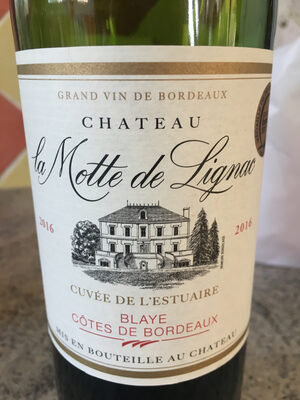 GRAND VIN DE BORDEAUX
CHATEAU
la Motte de Lignac
2016 2016
CUVÉE DE L'ESTUAIRE
BLAYE
CÔTES DE BORDEAUX
MIS EN BOUTEILLE AU CHATEAU